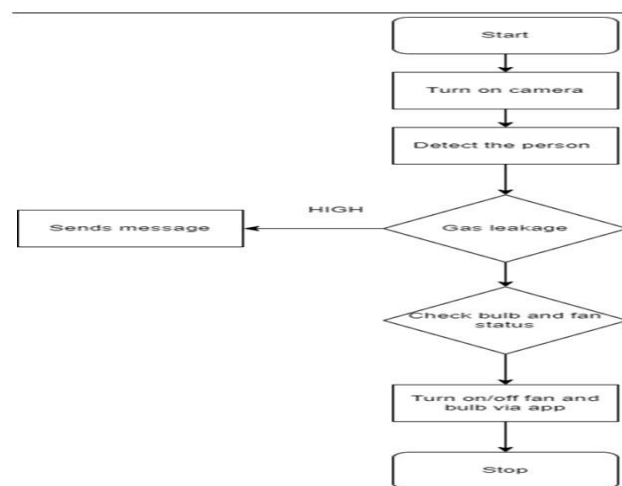 Start
Turn on camera
Detect the person
HIGH
Sends message
Gas leakage
Check bulb and fan
status
Turn on/off fan and
bulb via app
Stop